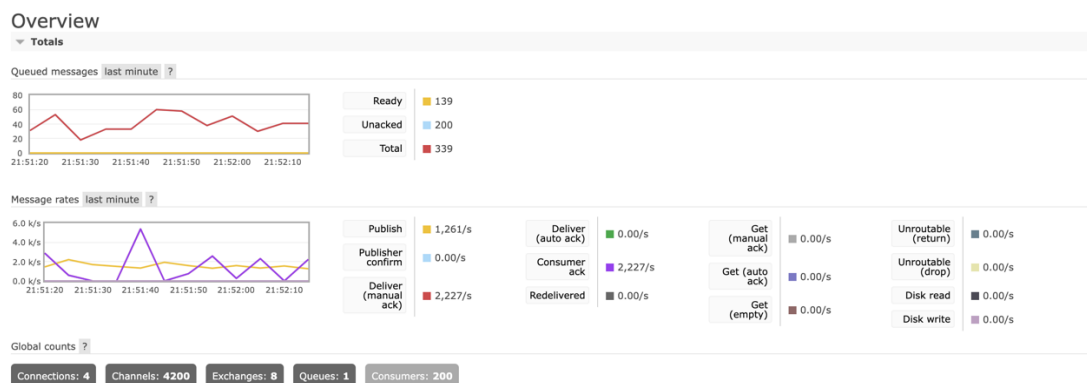 Overview
Totals
Queued messages last minute ?
80
60
40
20
0
21:51:20 21:51:30 21:51:40 21:51:50 21:52:00 21:52:10
Ready 139
Unacked 200
Total 339
Message rates last minute ?
6.0 k/s
4.0 k/s
2.0 k/s
0.0 k/s
21:51:20 21:51:30 21:51:40 21:51:50 21:52:00 21:52:10
Publish 1,261/s
Publisher
confirm 0.00/s
Deliver
(manual
ack) 2,227/s
Deliver
(auto ack) 0.00/s
Consumer
ack 2,227/s
Redelivered 0.00/s
Get
(manual
ack) 0.00/s
Get (auto
ack) 0.00/s
Get
(empty) 0.00/s
Unroutable
(return) 0.00/s
Unroutable
(drop) 0.00/s
Disk read 0.00/s
Disk write 0.00/s
Global counts ?
Connections: 4 Channels: 4200 Exchanges: 8 Queues: 1 Consumers: 200